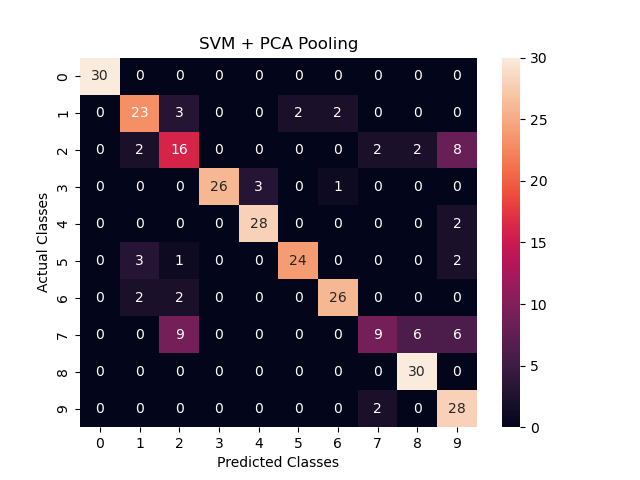 SVM + PCA Pooling
0 30 0 0 0 0 0 0 0 0 0
1 0 23 3 0 0 2 2 0 0 0
2 0 2 16 0 0 0 0 2 2 8
3 0 0 0 26 3 0 1 0 0 0
4 0 0 0 0 28 0 0 0 0 2
5 0 3 1 0 0 24 0 0 0 2
6 0 2 2 0 0 0 26 0 0 0
7 0 0 9 0 0 0 0 9 6 6
8 0 0 0 0 0 0 0 0 30 0
9 0 0 0 0 0 0 0 2 0 28
0 1 2 3 4 5 6 7 8 9
Predicted Classes
Actual Classes
30
25
20
15
10
5
0